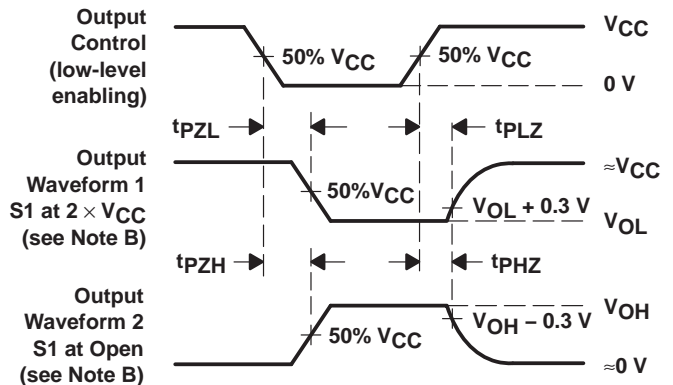 Output
Control
(low-level
enabling)
50% VCC
50% VCC
VCC
0 V
tPZL
tPLZ
Output
Waveform 1
S1 at 2 × VCC
(see Note B)
50%VCC
VOL + 0.3 V
≈VCC
VOL
tPZH
tPHZ
Output
Waveform 2
S1 at Open
(see Note B)
50% VCC
VOH − 0.3 V
VOH
≈0 V